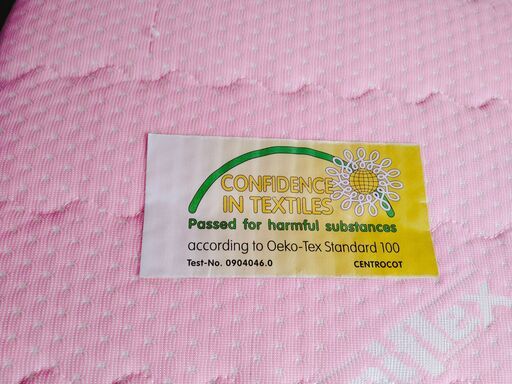 CONFIDENCE
IN TEXTILES
Passed for harmful substances
according to Oeko-Tex Standard 100
Test-No. 0904046.0 CENTROCOT